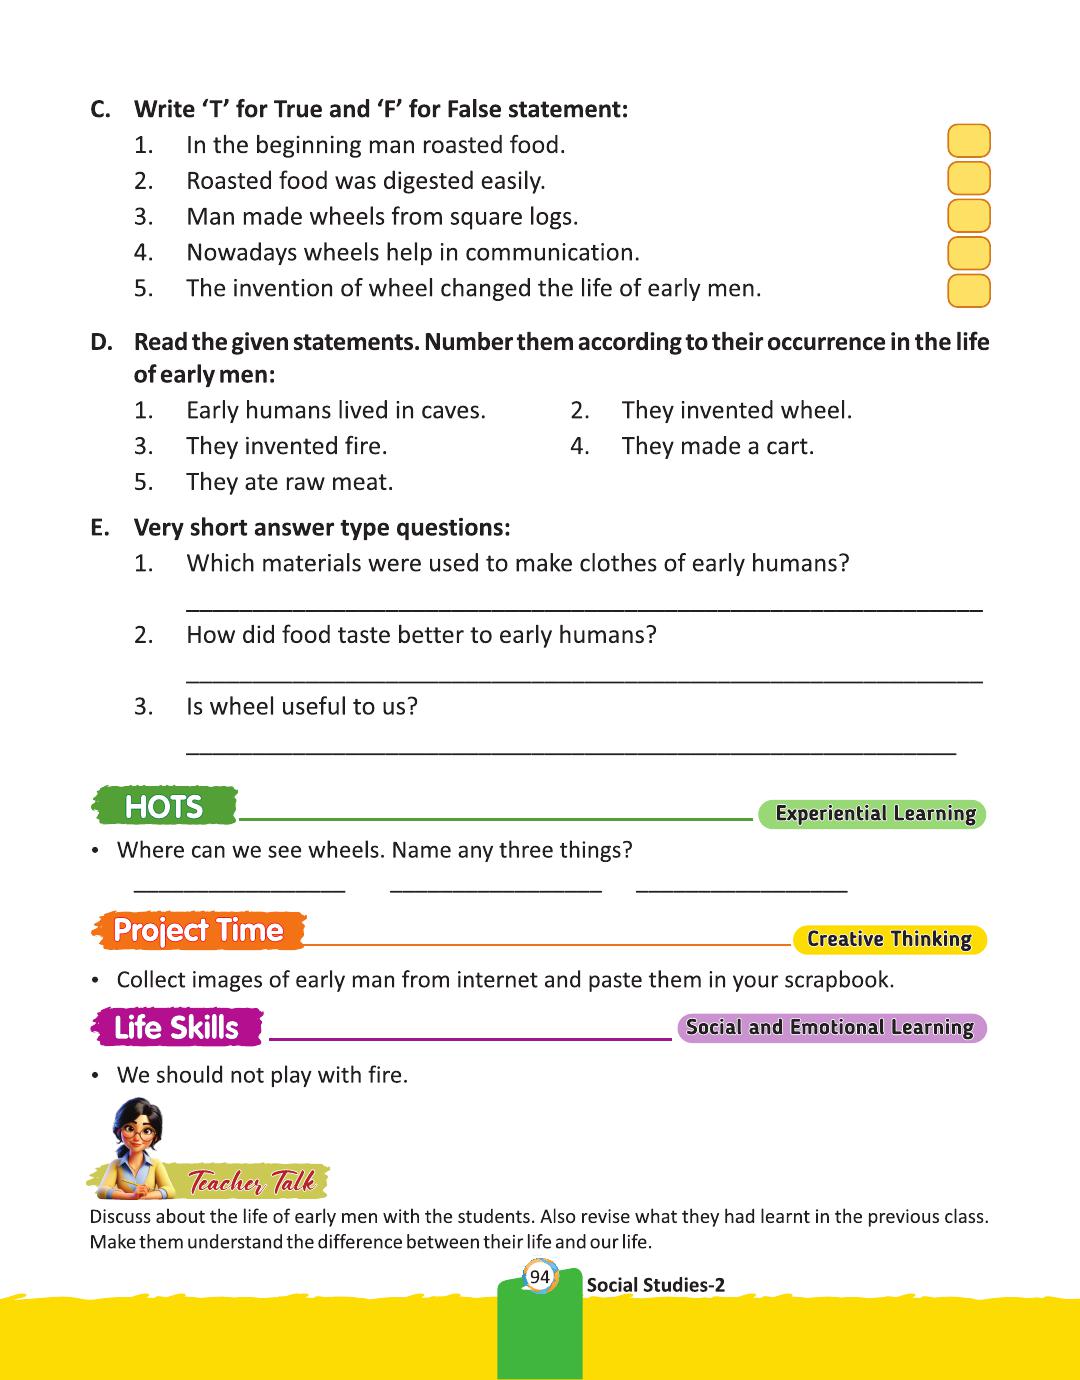 C. Write ‘T’ for True and ‘F’ for False statement:
1. In the beginning man roasted food.
2. Roasted food was digested easily.
3. Man made wheels from square logs.
4. Nowadays wheels help in communication.
5. The invention of wheel changed the life of early men.
D. Read the given statements. Number them according to their occurrence in the life
of early men:
1. Early humans lived in caves. 2. They invented wheel.
3. They invented fire. 4. They made a cart.
5. They ate raw meat.
E. Very short answer type questions:
1. Which materials were used to make clothes of early humans?
2. How did food taste better to early humans?
3. Is wheel useful to us?
HOTS Experiential Learning
• Where can we see wheels. Name any three things?
Project Time Creative Thinking
• Collect images of early man from internet and paste them in your scrapbook.
Life Skills Social and Emotional Learning
• We should not play with fire.
Teacher Talk
Discuss about the life of early men with the students. Also revise what they had learnt in the previous class.
Make them understand the difference between their life and our life.
94 Social Studies-2